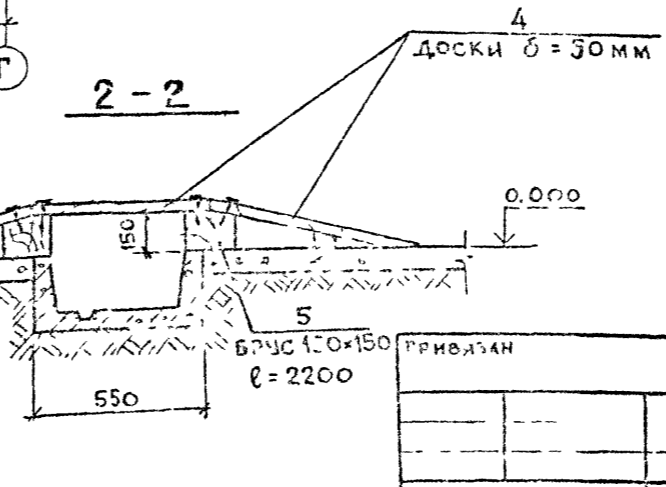 Г
2 - 2
4
ДОСКИ δ = 50 мм
0.000
150
5
БРУС 150×150
ℓ = 2200
550
ПРИВЯЗАН